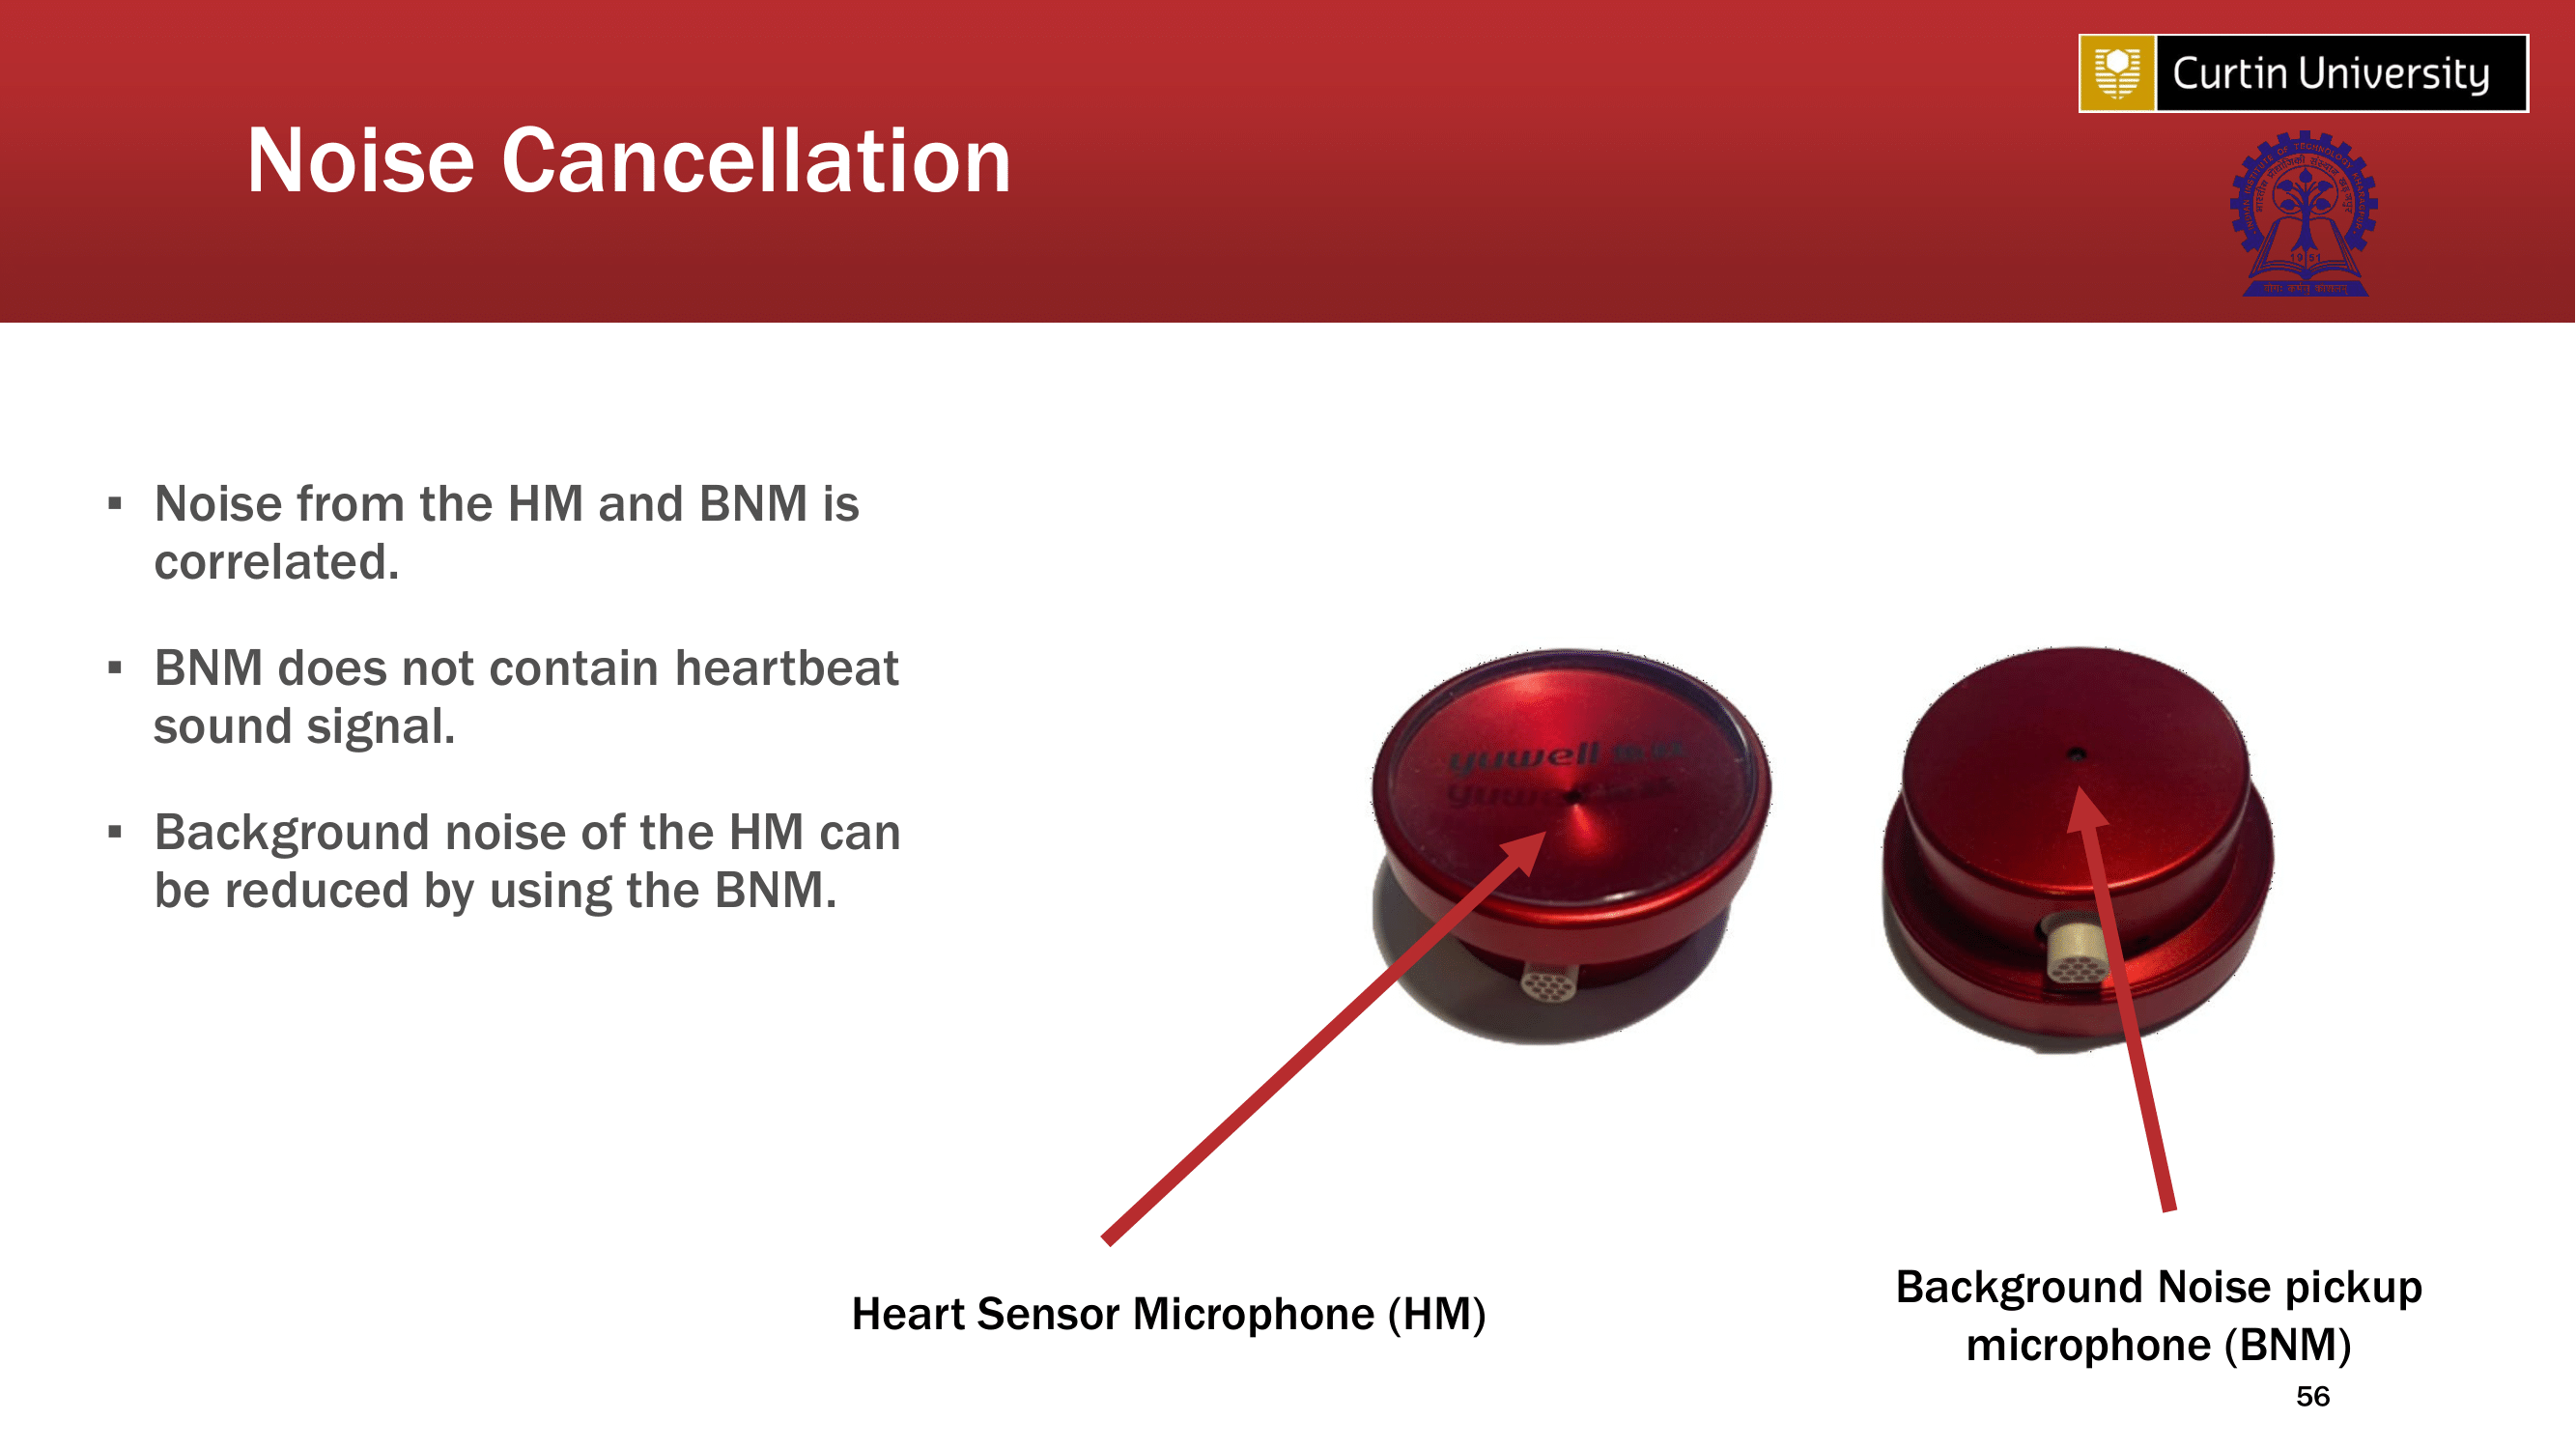 Curtin University
Noise Cancellation
1951
▪ Noise from the HM and BNM is
correlated.
▪ BNM does not contain heartbeat
sound signal.
▪ Background noise of the HM can
be reduced by using the BNM.
yuwell
Heart Sensor Microphone (HM)
Background Noise pickup
microphone (BNM)
56